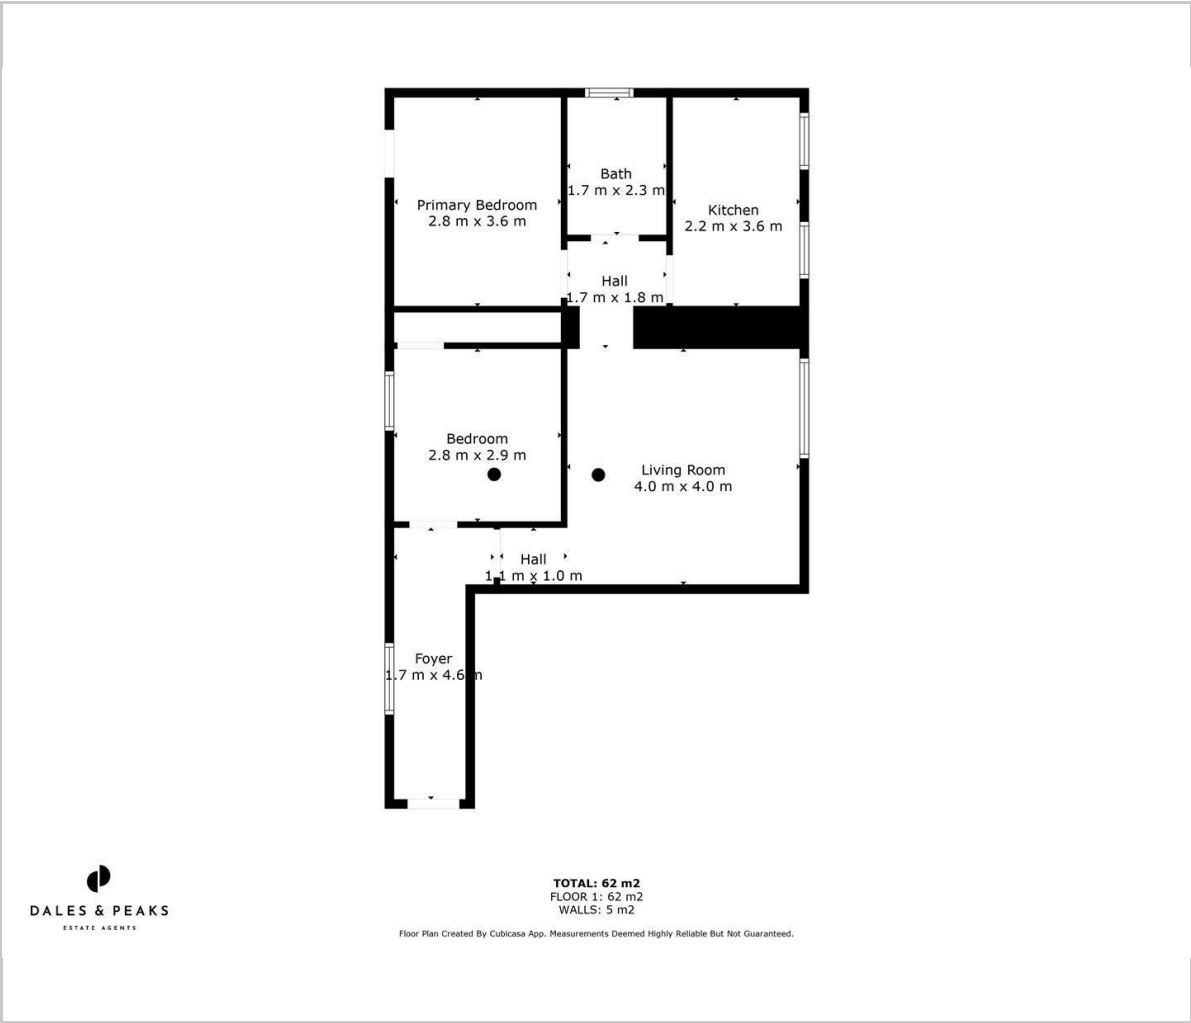 Bath
1.7 m x 2.3 m
Primary Bedroom
2.8 m x 3.6 m
Kitchen
2.2 m x 3.6 m
Hall
1.7 m x 1.8 m
Bedroom
2.8 m x 2.9 m
Living Room
4.0 m x 4.0 m
Hall
1.1 m x 1.0 m
Foyer
1.7 m x 4.6 m
TOTAL: 62 m2
FLOOR 1: 62 m2
WALLS: 5 m2
DALES & PEAKS
ESTATE AGENTS
Floor Plan Created By Cubicasa App. Measurements Deemed Highly Reliable But Not Guaranteed.